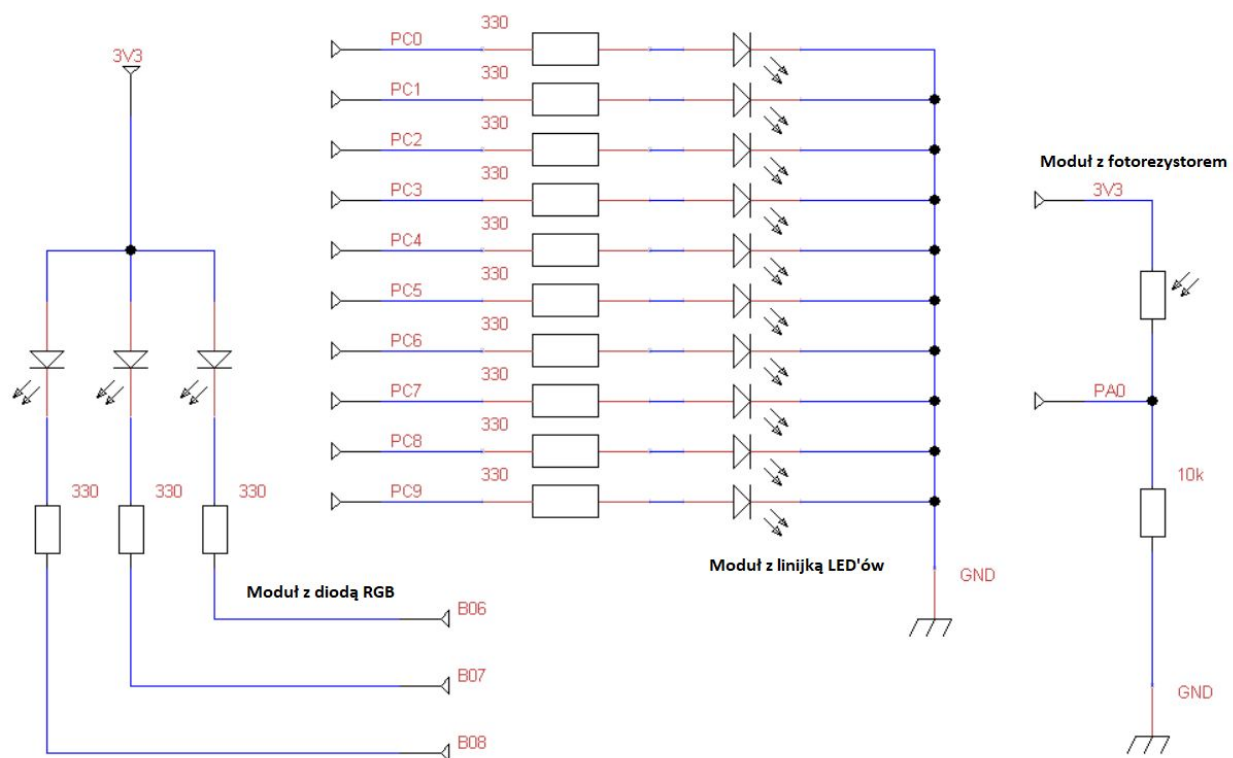 3V3
330
330
330
Moduł z diodą RGB
B06
B07
B08
330
PC0
330
PC1
330
PC2
330
PC3
330
PC4
330
PC5
330
PC6
330
PC7
330
PC8
330
PC9
Moduł z linijką LED'ów
GND
Moduł z fotorezystorem
3V3
PA0
10k
GND